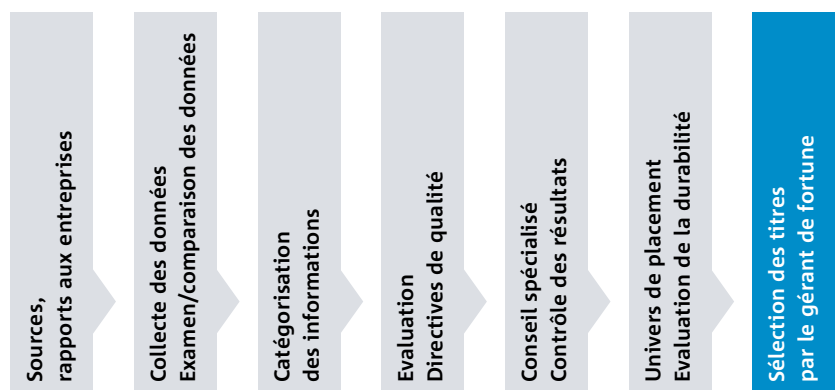 Sources,
rapports aux entreprises
Collecte des données
Examen/comparaison des données
Catégorisation
des informations
Evaluation
Directives de qualité
Conseil spécialisé
Contrôle des résultats
Univers de placement
Evaluation de la durabilité
Sélection des titres
par le gérant de fortune